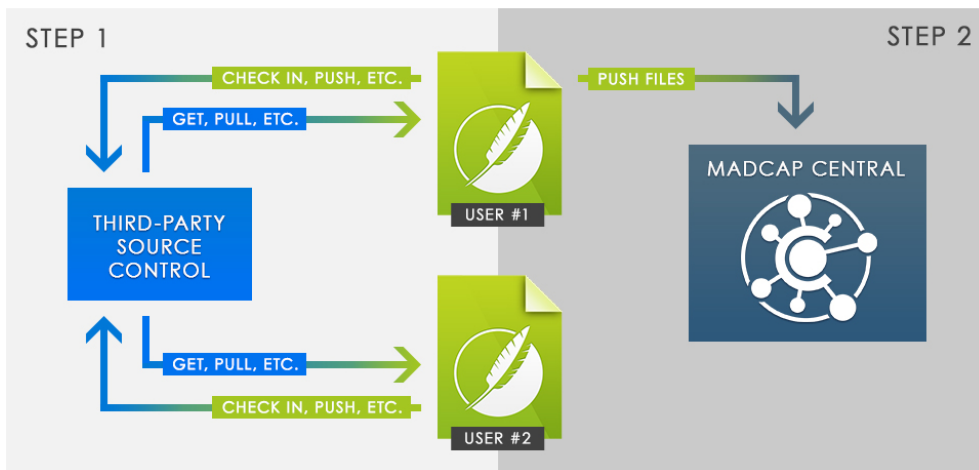 STEP 1
STEP 2
CHECK IN, PUSH, ETC.
PUSH FILES
GET, PULL, ETC.
MADCAP CENTRAL
THIRD-PARTY
SOURCE
CONTROL
USER #1
GET, PULL, ETC.
CHECK IN, PUSH, ETC.
USER #2